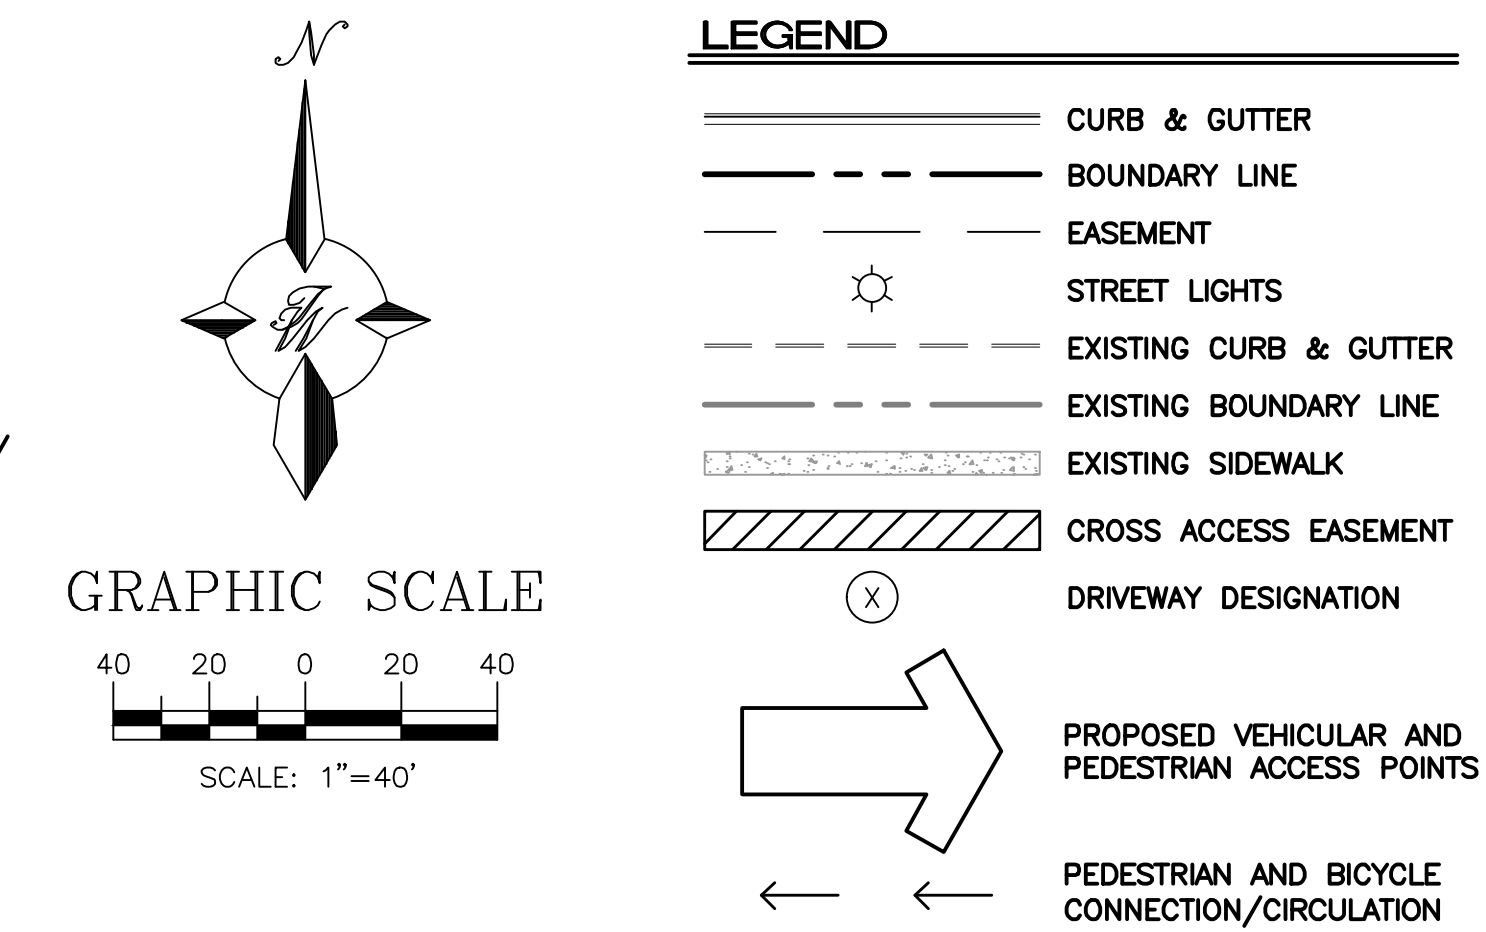 N
JW
GRAPHIC SCALE
40 20 0 20 40
SCALE: 1"=40'
LEGEND
CURB & GUTTER
BOUNDARY LINE
EASEMENT
STREET LIGHTS
EXISTING CURB & GUTTER
EXISTING BOUNDARY LINE
EXISTING SIDEWALK
CROSS ACCESS EASEMENT
X DRIVEWAY DESIGNATION
PROPOSED VEHICULAR AND
PEDESTRIAN ACCESS POINTS
PEDESTRIAN AND BICYCLE
CONNECTION/CIRCULATION